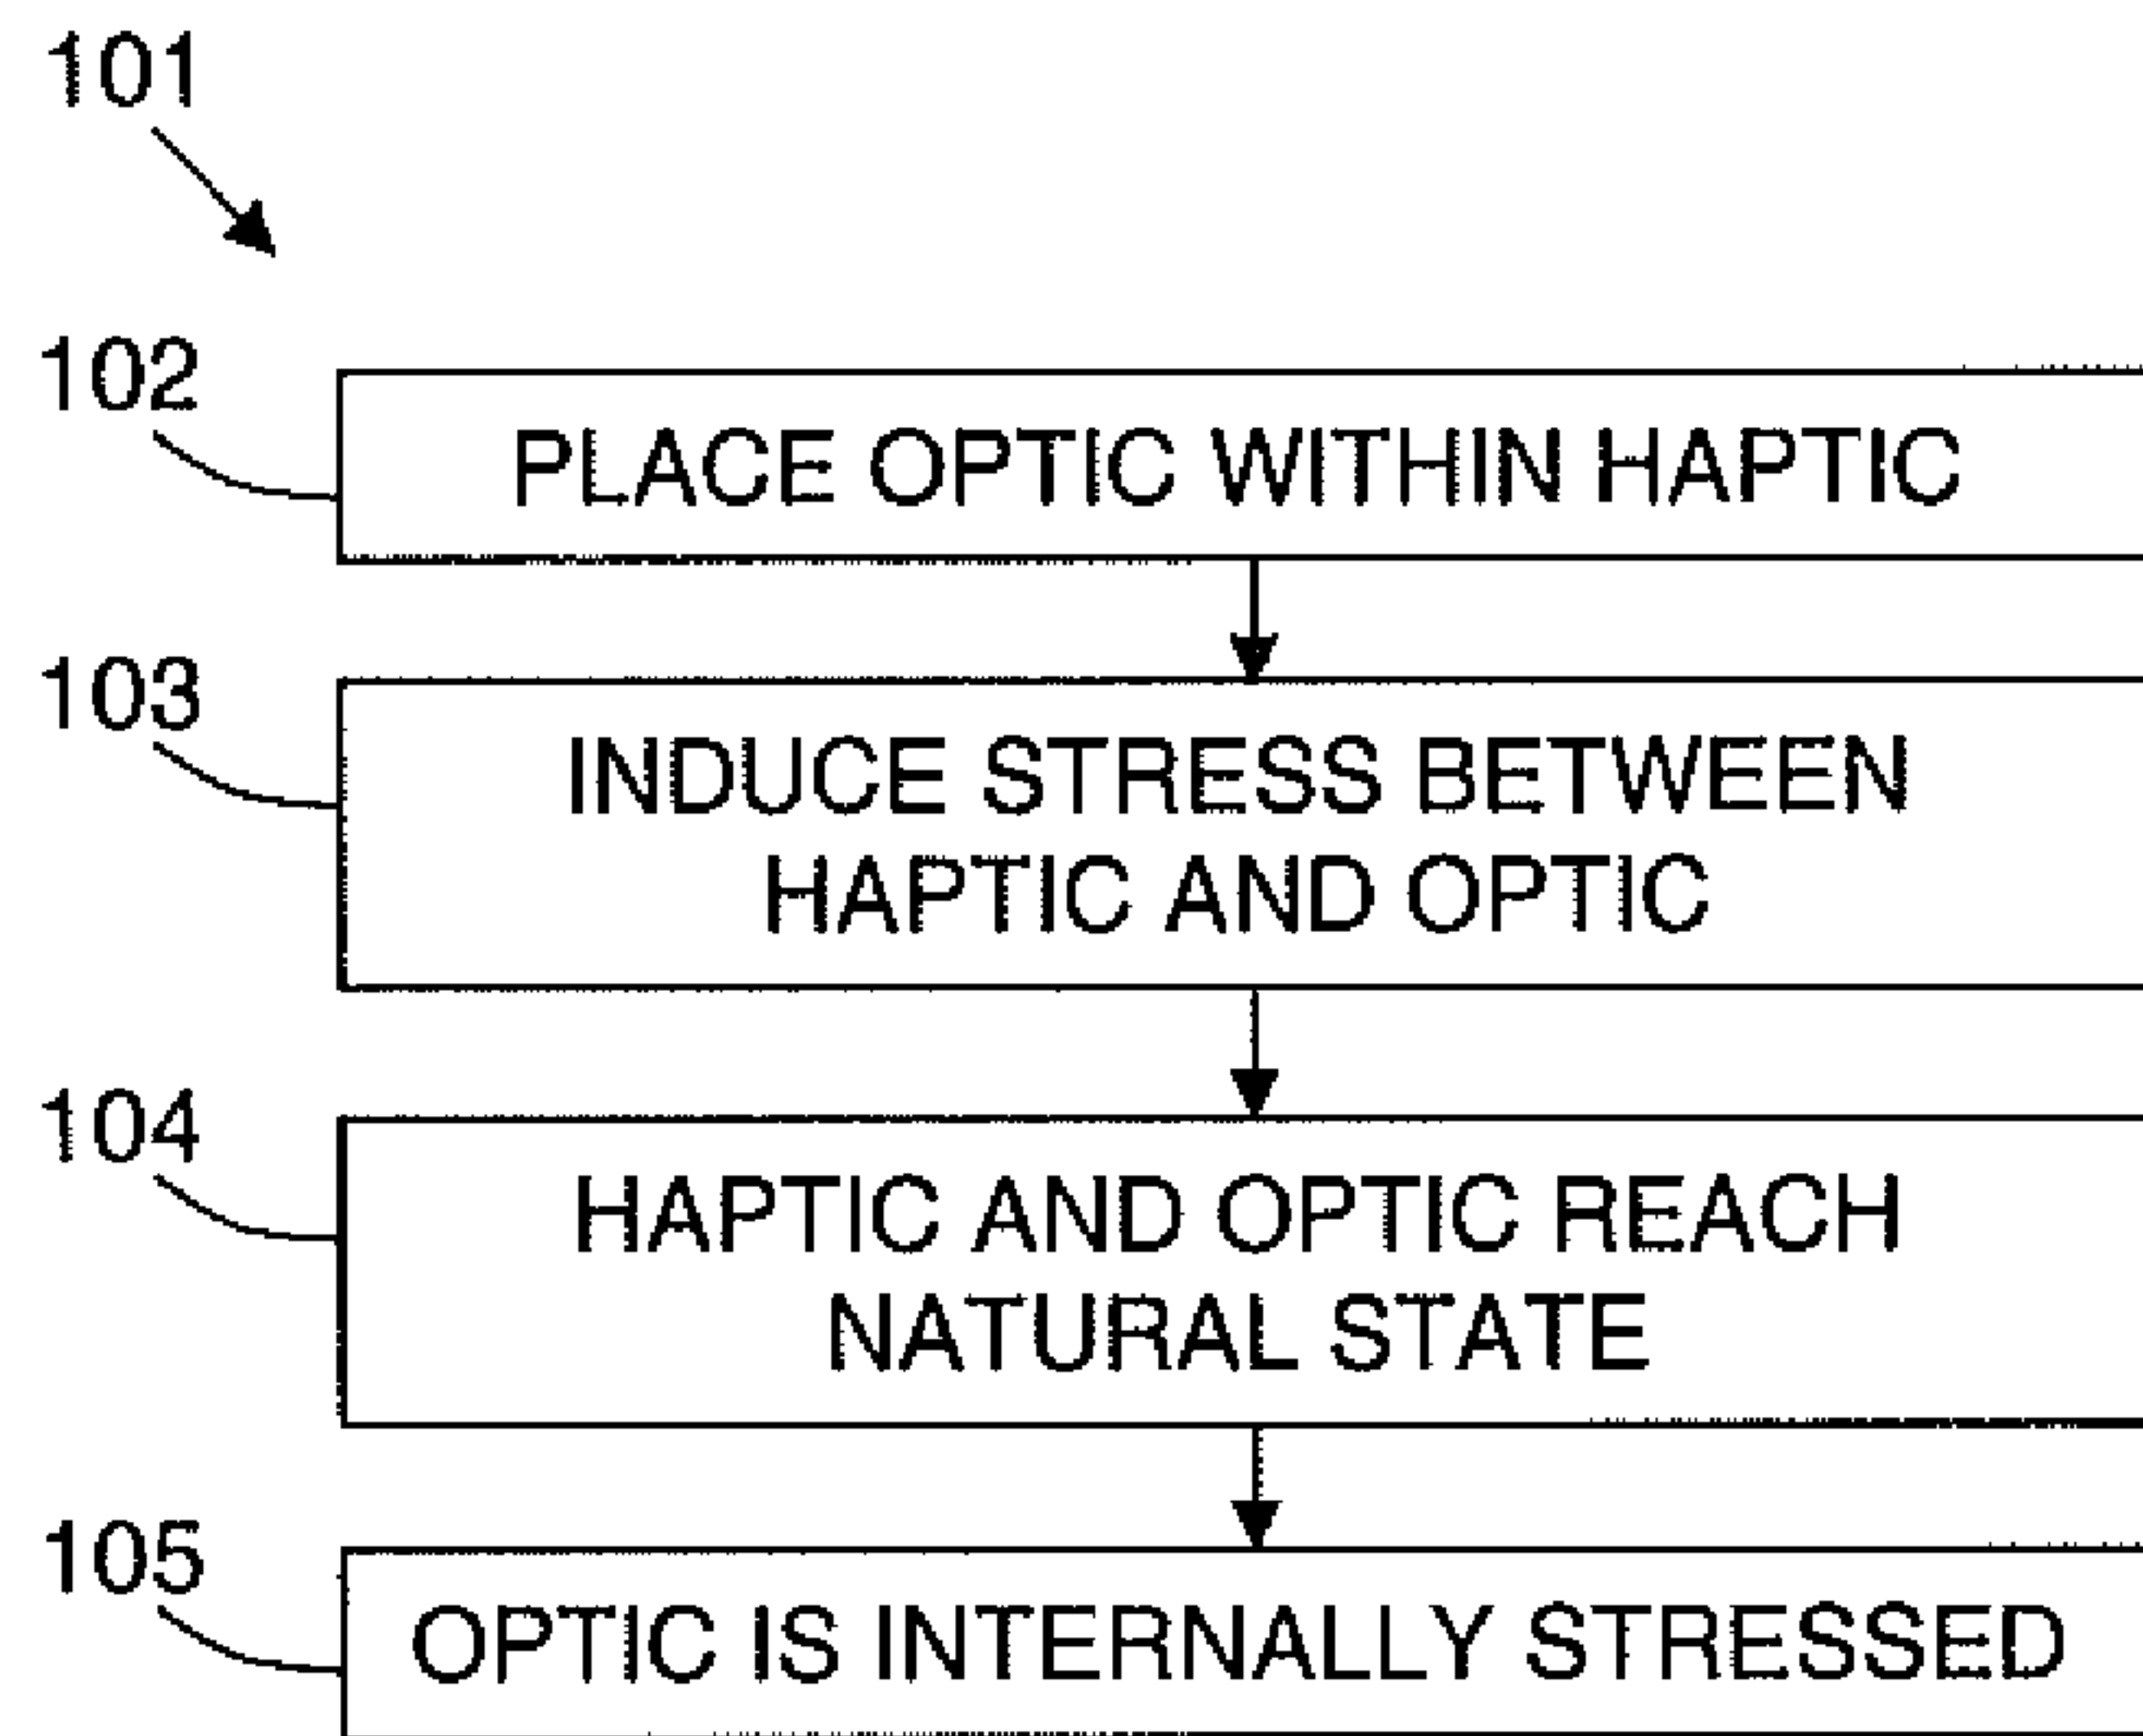 101
102
PLACE OPTIC WITHIN HAPTIC
103
INDUCE STRESS BETWEEN
HAPTIC AND OPTIC
104
HAPTIC AND OPTIC REACH
NATURAL STATE
105
OPTIC IS INTERNALLY STRESSED